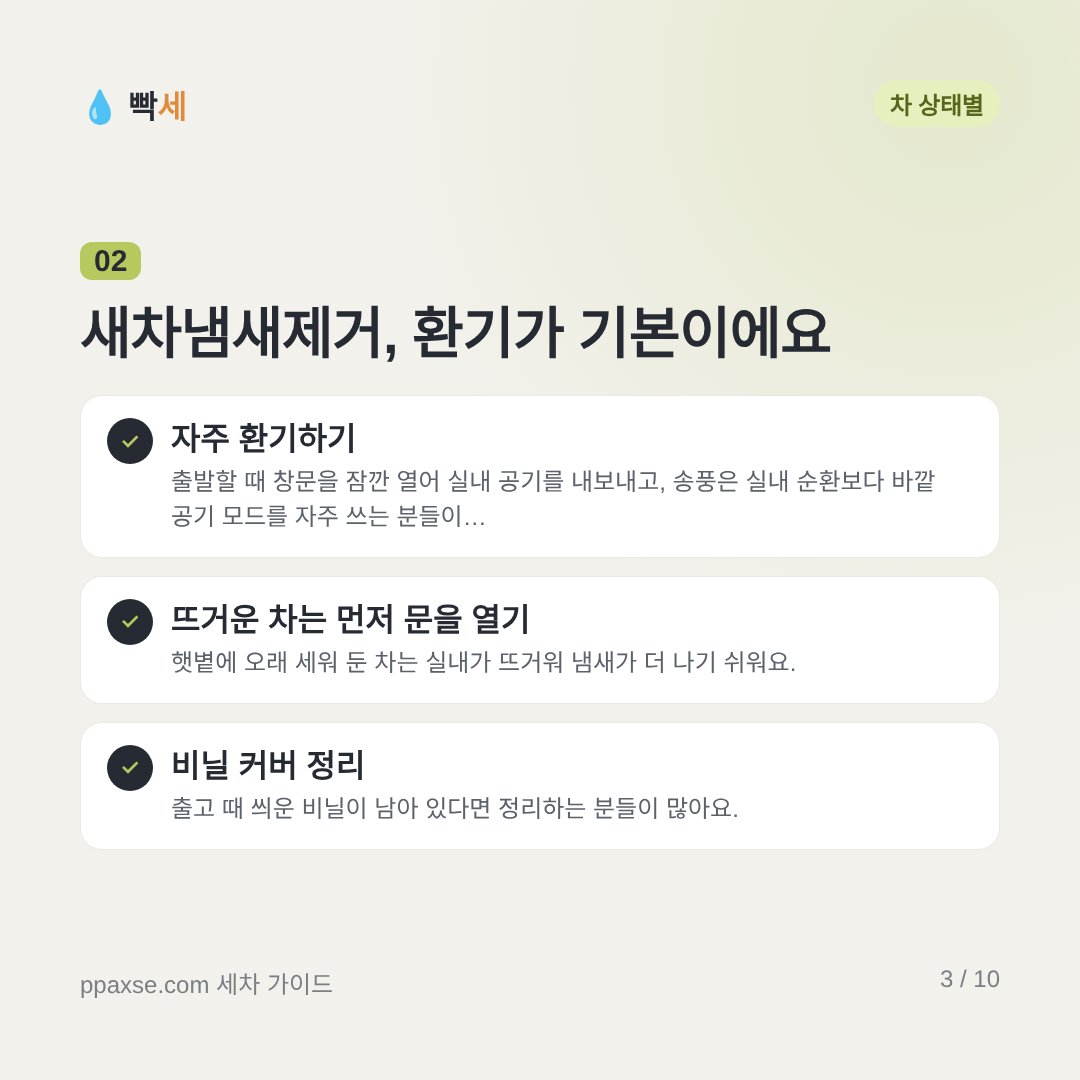 빡세
차 상태별
02
새차냄새제거, 환기가 기본이에요
자주 환기하기
출발할 때 창문을 잠깐 열어 실내 공기를 내보내고, 송풍은 실내 순환보다 바깥
공기 모드를 자주 쓰는 분들이…
뜨거운 차는 먼저 문을 열기
햇볕에 오래 세워 둔 차는 실내가 뜨거워 냄새가 더 나기 쉬워요.
비닐 커버 정리
출고 때 씌운 비닐이 남아 있다면 정리하는 분들이 많아요.
ppaxse.com 세차 가이드
3 / 10